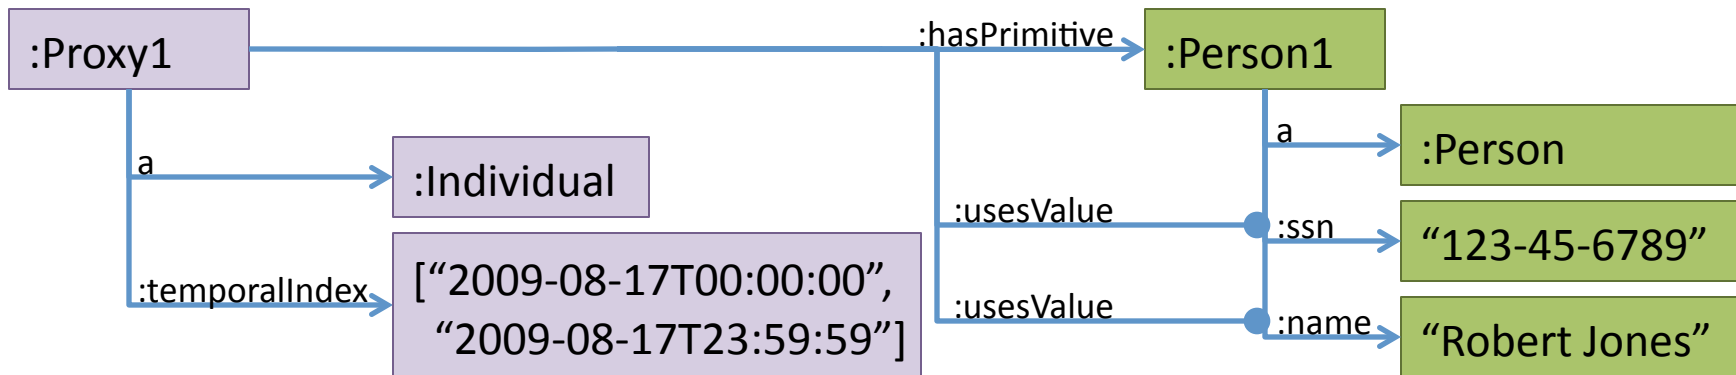 :Proxy1
:hasPrimitive
:Person1
a
:Person
a
:Individual
:usesValue
:ssn
“123-45-6789”
:temporalIndex
[“2009-08-17T00:00:00”,
“2009-08-17T23:59:59”]
:usesValue
:name
“Robert Jones”